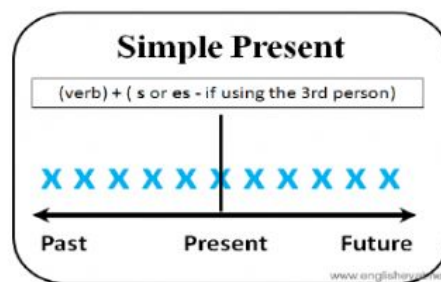 Simple Present
(verb) + ( s or es - if using the 3rd person)
X X X X X X X X X X X
Past Present Future